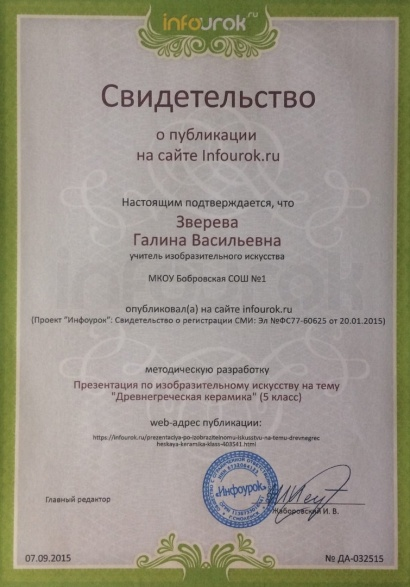 infourok.ru
Свидетельство
о публикации
на сайте Infourok.ru
Настоящим подтверждается, что
Зверева
Галина Васильевна
учитель изобразительного искусства
МКОУ Бобровская СОШ №1
опубликовал(а) на сайте infourok.ru
(Проект "Инфоурок": Свидетельство о регистрации СМИ: Эл №ФС77-60625 от 20.01.2015)
методическую разработку
Презентация по изобразительному искусству на тему
"Древнегреческая керамика" (5 класс)
web-адрес публикации:
https://infourok.ru/prezentaciya-po-izobrazitelnomu-iskusstvu-na-temu-drevnegrec
heskaya-keramika-klass-403541.html
«Инфоурок»
Главный редактор
Жаборовский И. В.
07.09.2015
№ ДА-032515